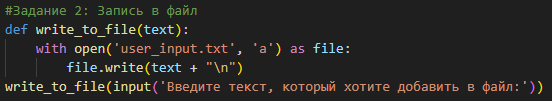 #Задание 2: Запись в файл
def write_to_file(text):
    with open('user_input.txt', 'a') as file:
        file.write(text + "\n")
write_to_file(input('Введите текст, который хотите добавить в файл:'))